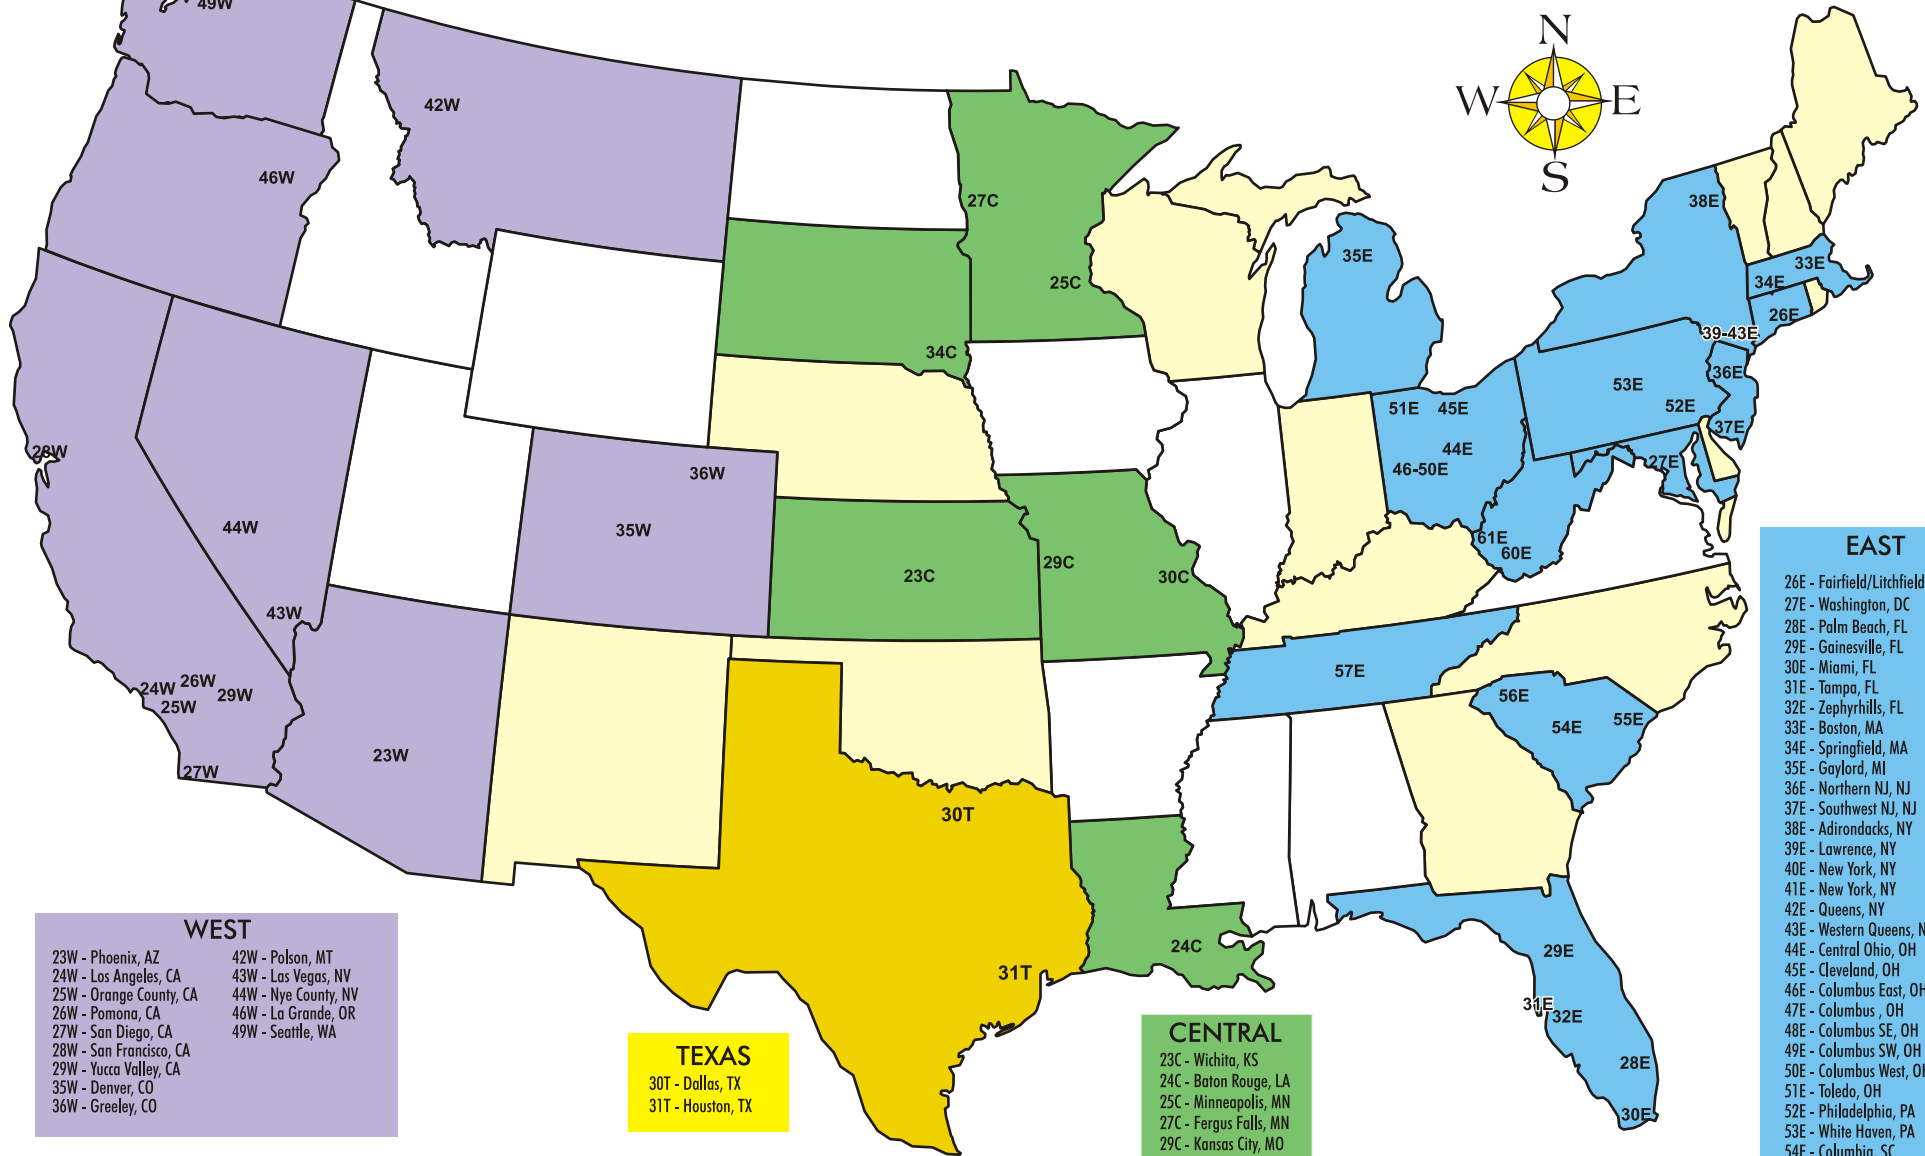 49W
N
W E
S
42W
46W
27C
38E
35E
25C
33E
34E
26E
39-43E
34C
36E
53E
52E
51E 45E
37E
44E
28W
46-50E
27E
36W
44W
35W
61E
60E
29C
23C
30C
43W
57E
26W
24W
29W
25W
56E
54E
55E
23W
27W
30T
24C
29E
31T
31E
32E
28E
30E
WEST
23W - Phoenix, AZ
24W - Los Angeles, CA
25W - Orange County, CA
26W - Pomona, CA
27W - San Diego, CA
28W - San Francisco, CA
29W - Yucca Valley, CA
35W - Denver, CO
36W - Greeley, CO
42W - Polson, MT
43W - Las Vegas, NV
44W - Nye County, NV
46W - La Grande, OR
49W - Seattle, WA
TEXAS
30T - Dallas, TX
31T - Houston, TX
CENTRAL
23C - Wichita, KS
24C - Baton Rouge, LA
25C - Minneapolis, MN
27C - Fergus Falls, MN
29C - Kansas City, MO
EAST
26E - Fairfield/Litchfield
27E - Washington, DC
28E - Palm Beach, FL
29E - Gainesville, FL
30E - Miami, FL
31E - Tampa, FL
32E - Zephyrhills, FL
33E - Boston, MA
34E - Springfield, MA
35E - Gaylord, MI
36E - Northern NJ, NJ
37E - Southwest NJ, NJ
38E - Adirondacks, NY
39E - Lawrence, NY
40E - New York, NY
41E - New York, NY
42E - Queens, NY
43E - Western Queens, N
44E - Central Ohio, OH
45E - Cleveland, OH
46E - Columbus East, OH
47E - Columbus , OH
48E - Columbus SE, OH
49E - Columbus SW, OH
50E - Columbus West, OH
51E - Toledo, OH
52E - Philadelphia, PA
53E - White Haven, PA
54E - Columbia, SC